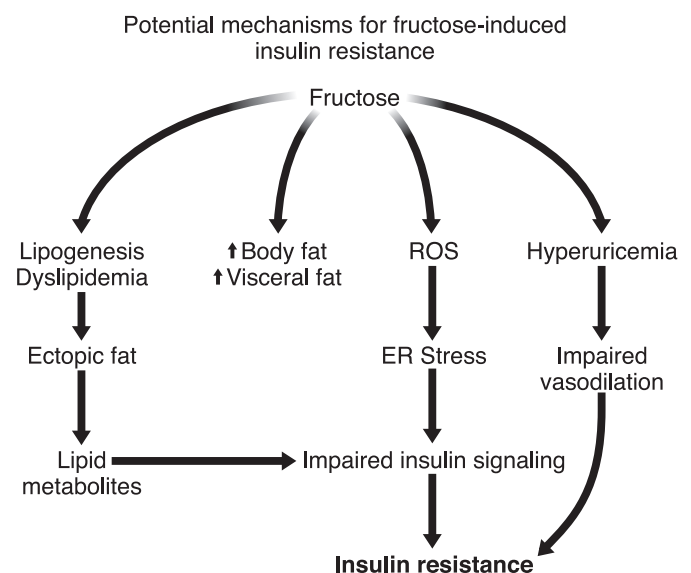 Potential mechanisms for fructose-induced
insulin resistance
Fructose
Lipogenesis
Dyslipidemia
⬆Body fat
⬆Visceral fat
ROS
Hyperuricemia
Ectopic fat
ER Stress
Impaired
vasodilation
Lipid
metabolites
Impaired insulin signaling
Insulin resistance